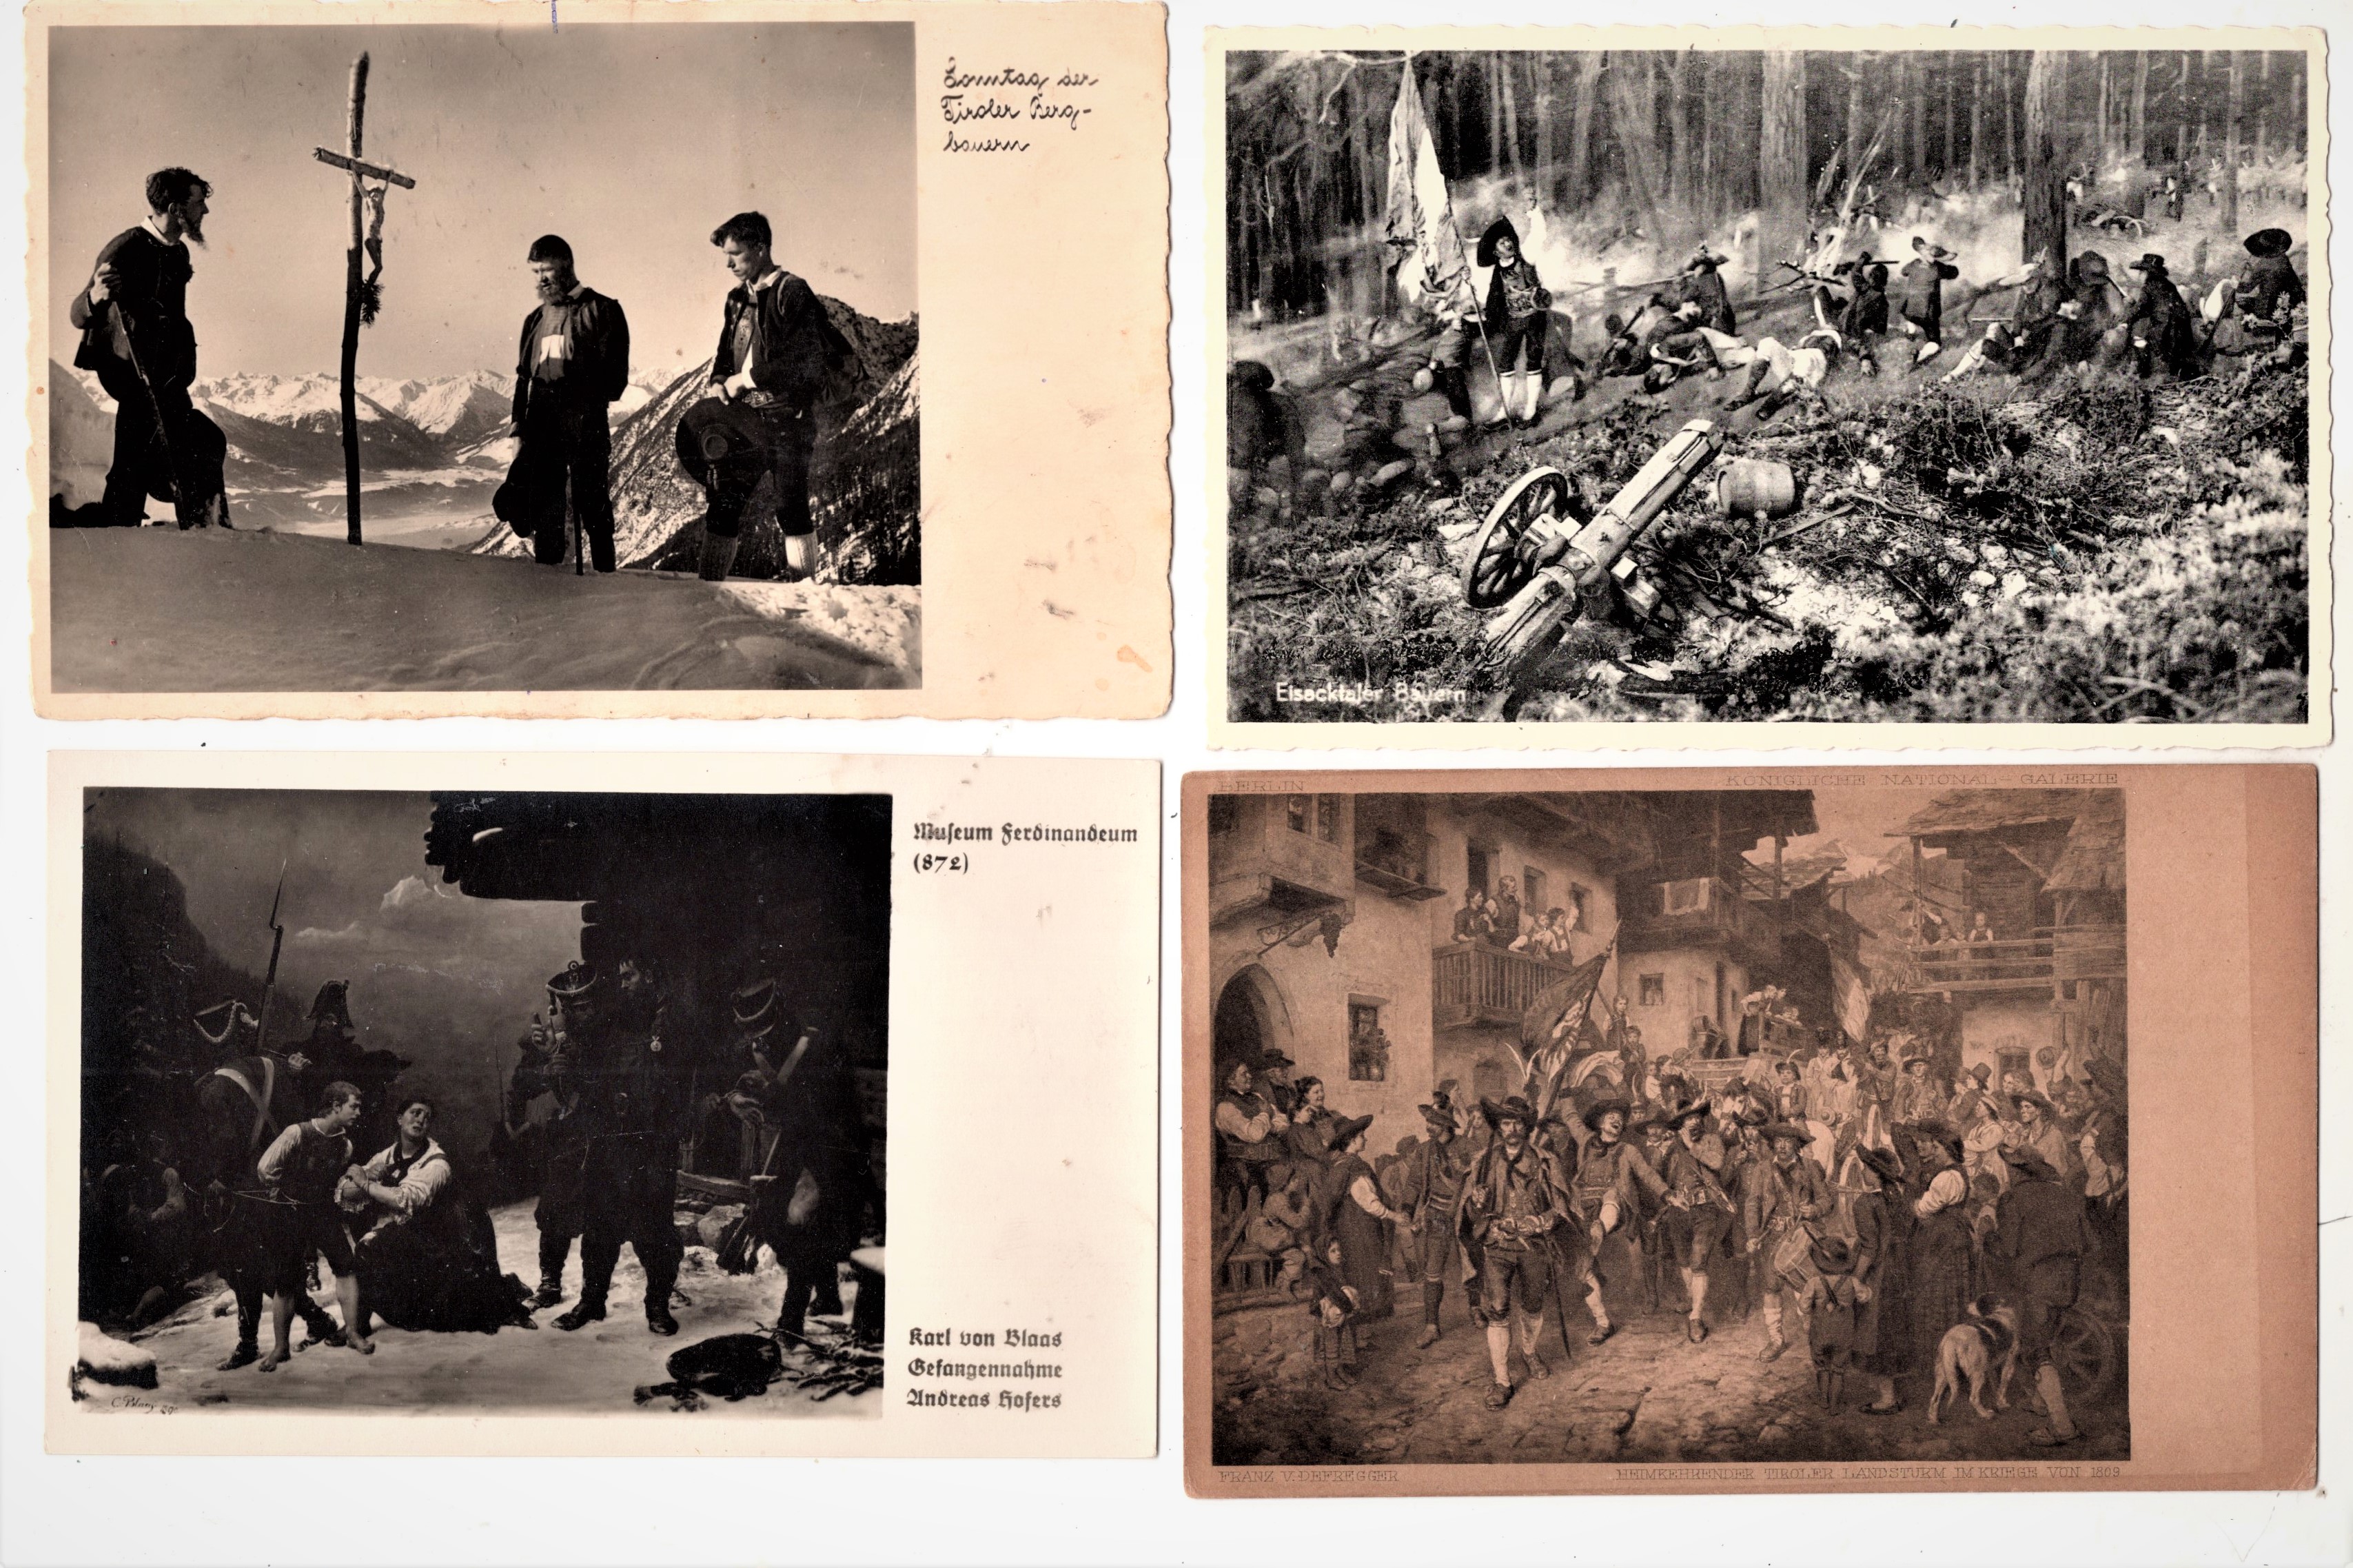 Sonntag der
Tiroler Berg-
bauern
Eisacktaler Bauern
Museum Ferdinandeum
(872)
Karl von Blaas
Gefangennahme
Andreas Hofers
BERLIN
KÖNIGLICHE NATIONAL-GALERIE
FRANZ V. DEFREGGER
HEIMKEHRENDER TIROLER LANDSTURM IM KRIEGE VON 1809